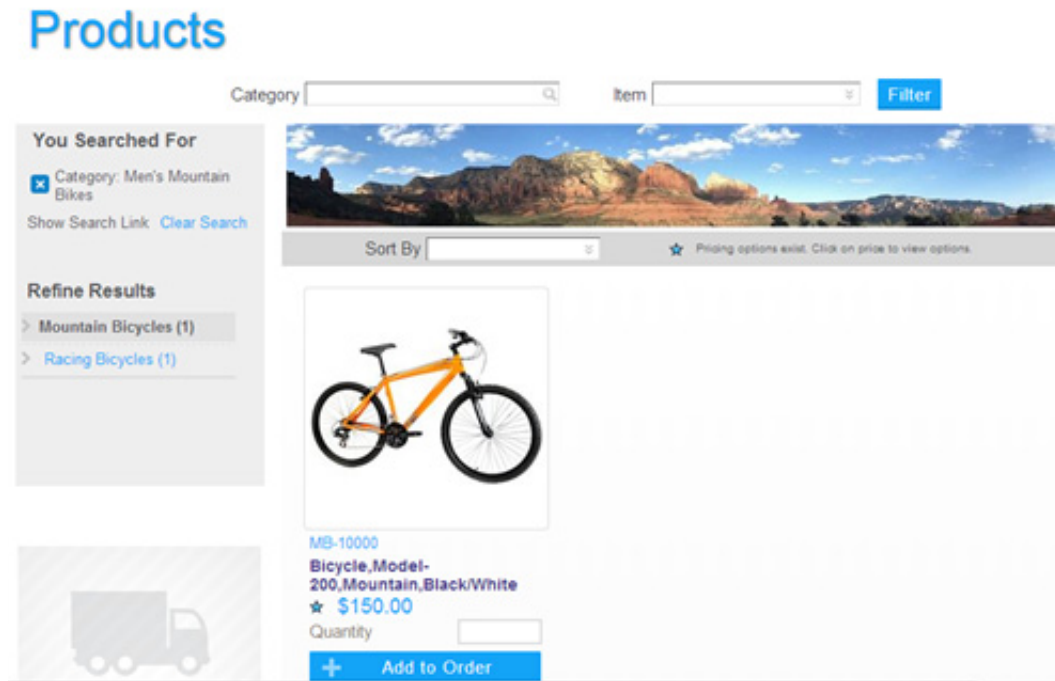 Products
Category
Item
Filter
You Searched For
Category: Men's Mountain
Bikes
Show Search Link Clear Search
Refine Results
Mountain Bicycles (1)
Racing Bicycles (1)
Sort By
Pricing options exist. Click on price to view options.
MB-10000
Bicycle,Model-
200,Mountain,Black/White
$150.00
Quantity
Add to Order